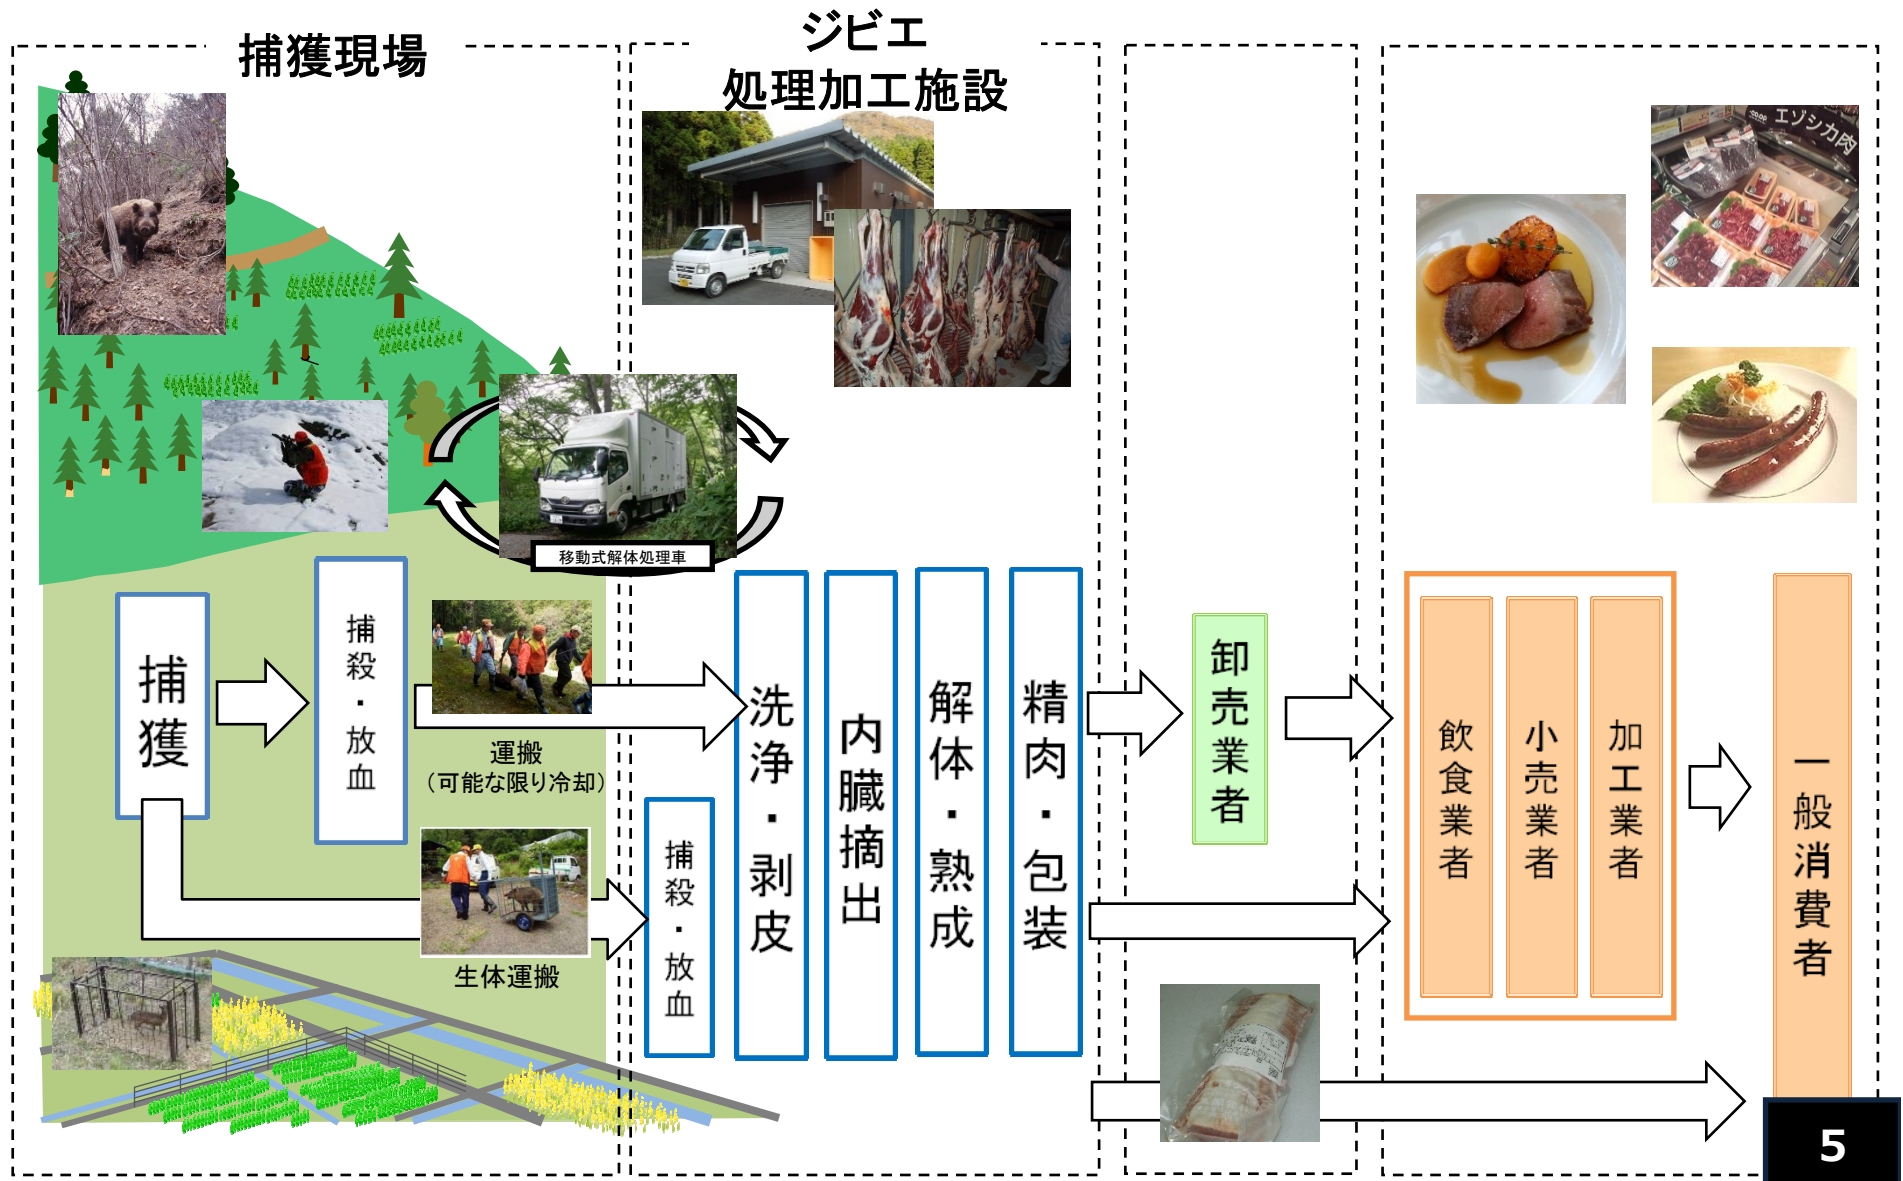 捕獲現場
ジビエ
処理加工施設
エゾシカ肉
移動式解体処理車
捕獲
捕殺・放血
運搬
(可能な限り冷却)
生体運搬
捕殺・放血
洗浄・剥皮
内臓摘出
解体・熟成
精肉・包装
卸売業者
飲食業者
小売業者
加工業者
一般消費者
5